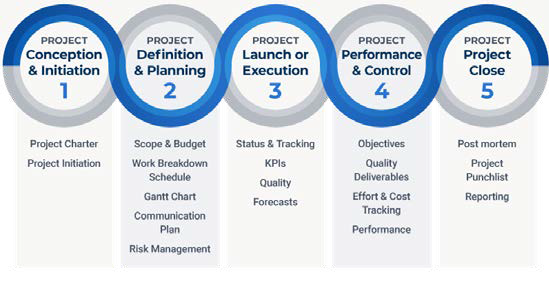 PROJECT
Conception
& Initiation
1
PROJECT
Definition
& Planning
2
PROJECT
Launch or
Execution
3
PROJECT
Performance
& Control
4
PROJECT
Project
Close
5
Project Charter
Project Initiation
Scope & Budget
Work Breakdown
Schedule
Gantt Chart
Communication
Plan
Risk Management
Status & Tracking
KPIs
Quality
Forecasts
Objectives
Quality
Deliverables
Effort & Cost
Tracking
Performance
Post mortem
Project
Punchlist
Reporting